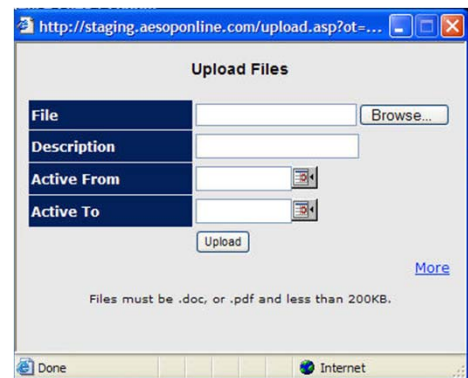 http://staging.aesoponline.com/upload.asp?ot=...
Upload Files
File
Browse...
Description
Active From
Active To
Upload
More
Files must be .doc, or .pdf and less than 200KB.
Done
Internet